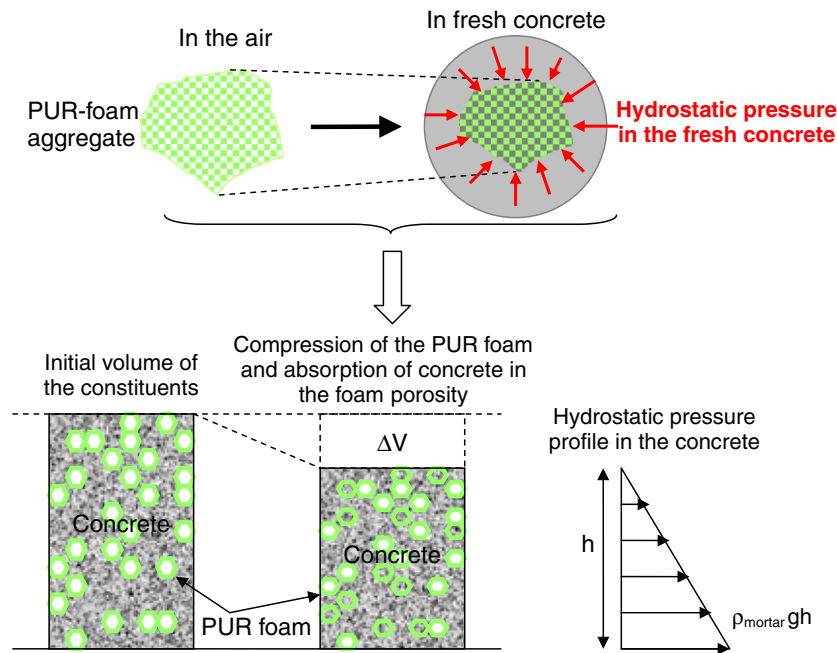 In the air
In fresh concrete
PUR-foam
aggregate
Hydrostatic pressure
in the fresh concrete
Initial volume of
the constituents
Compression of the PUR foam
and absorption of concrete in
the foam porosity
Hydrostatic pressure
profile in the concrete
ΔV
Concrete
Concrete
h
PUR foam
ρmortar gh